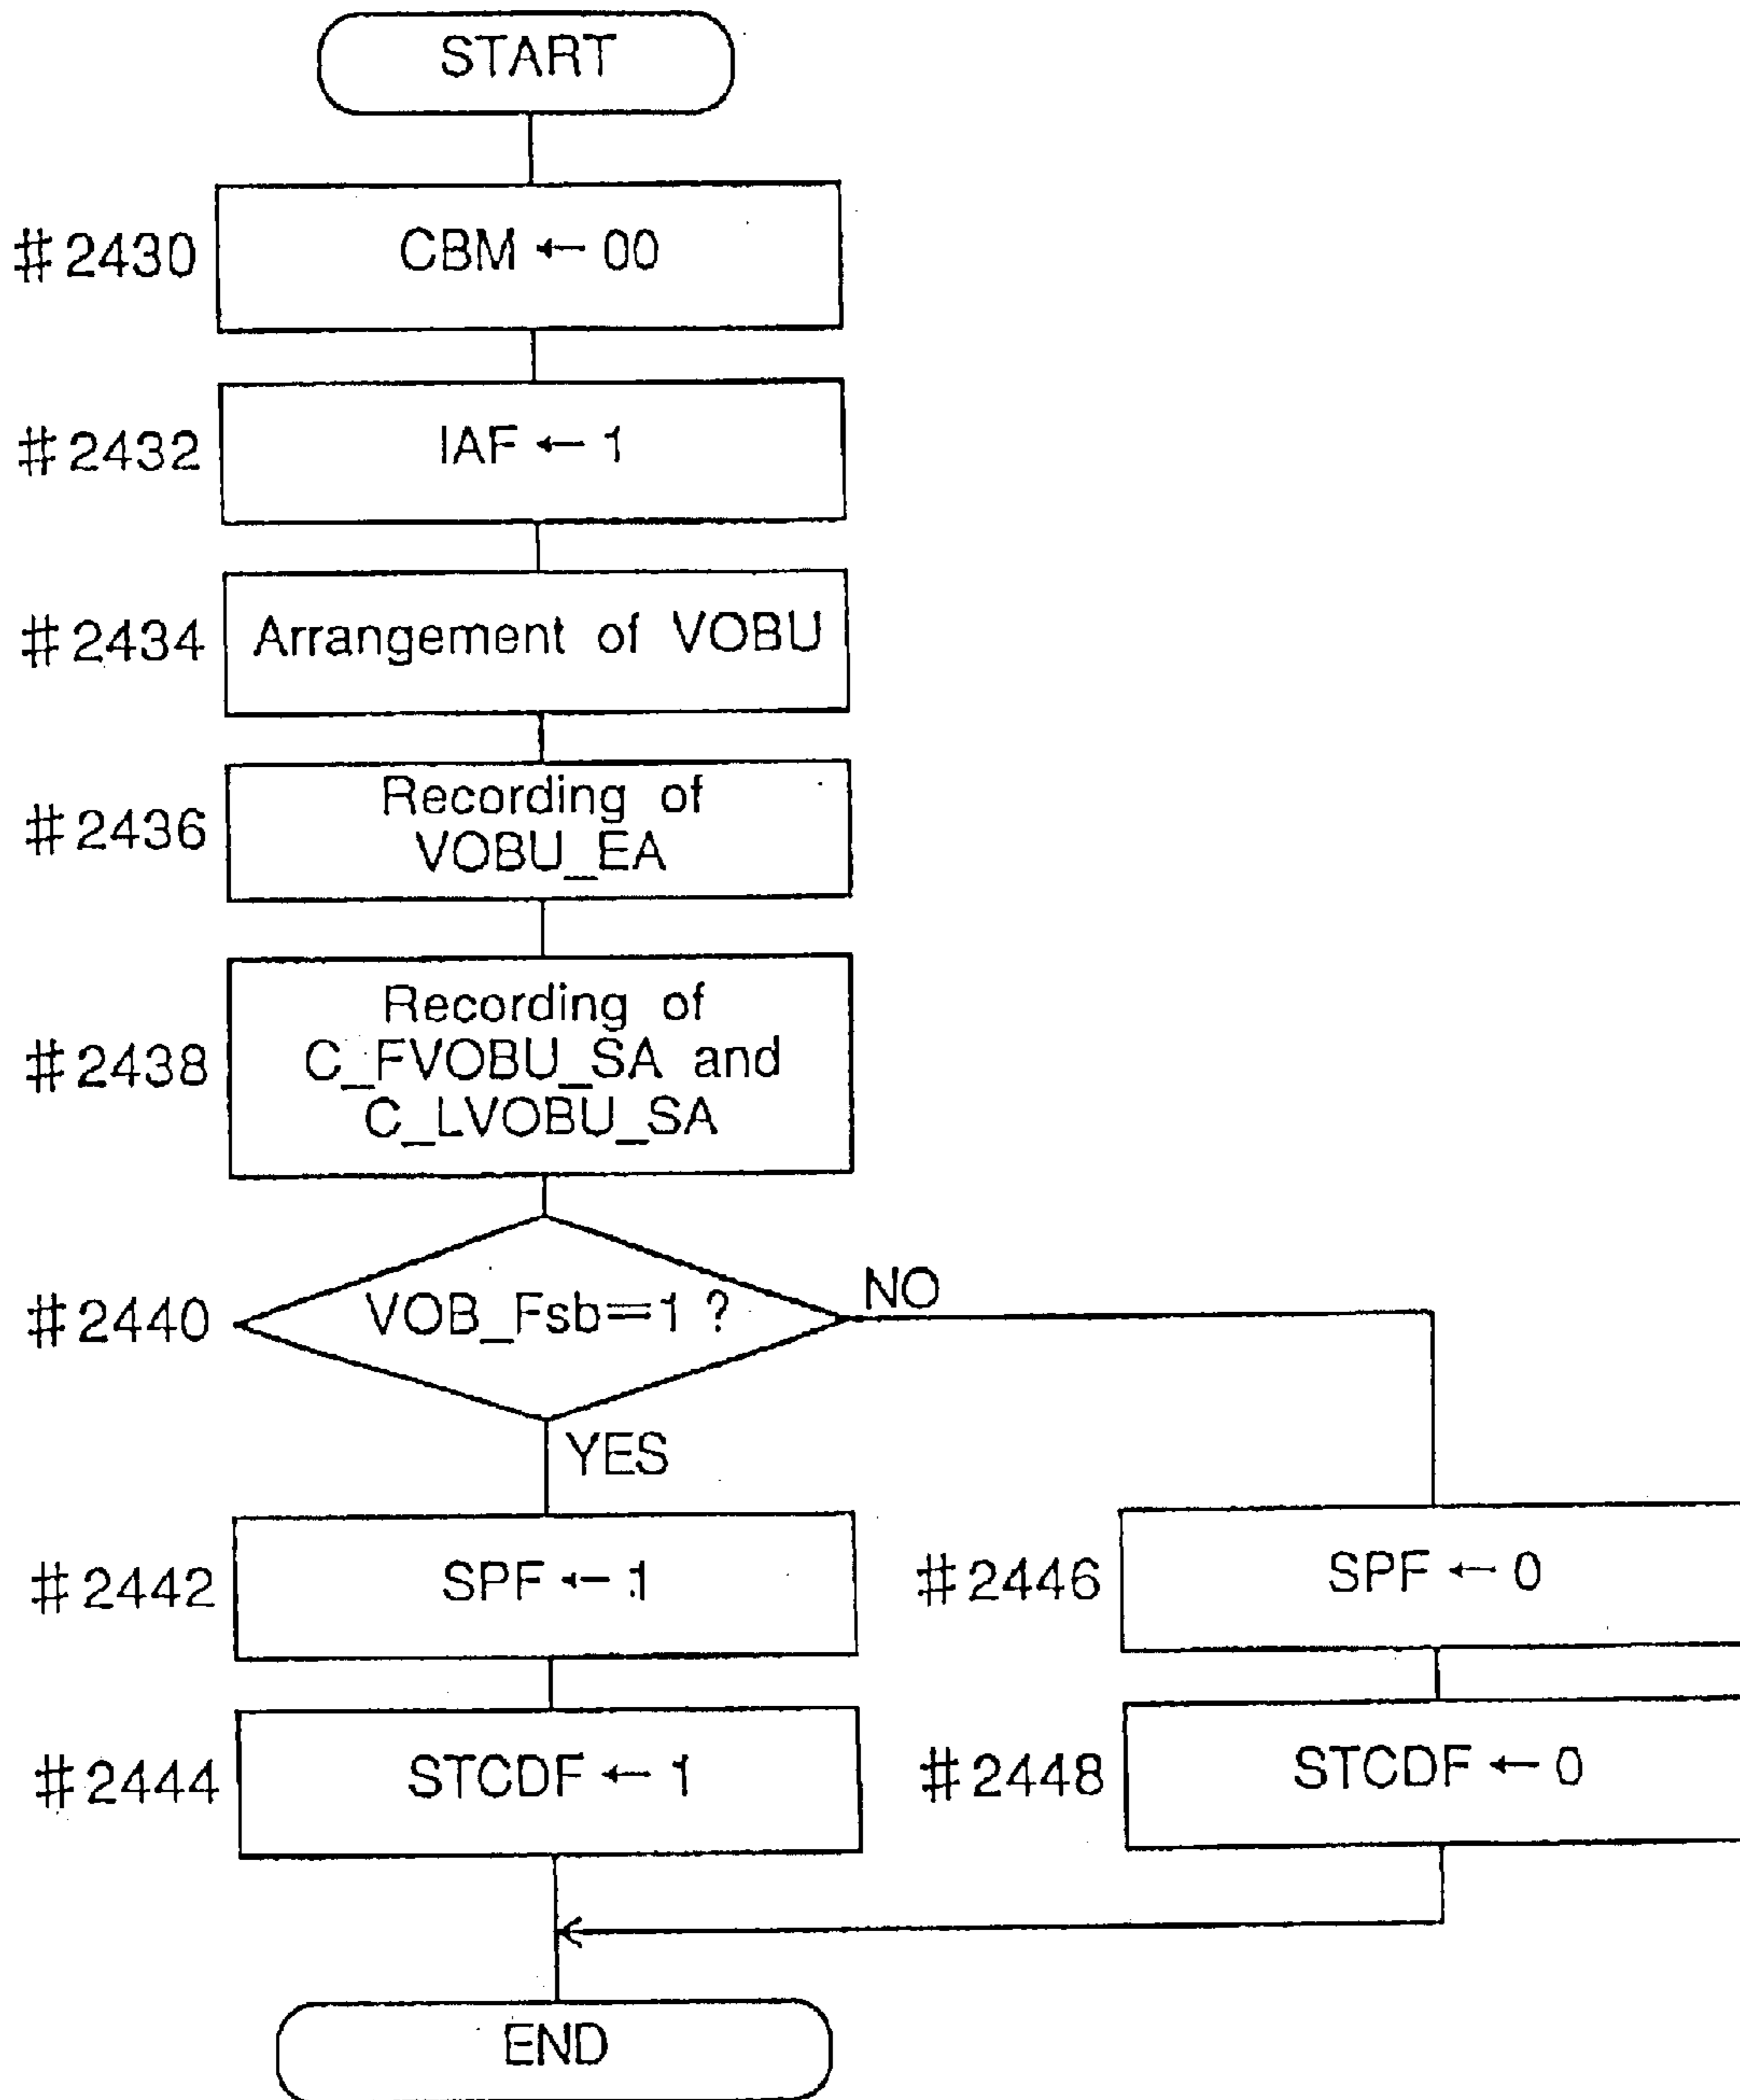 START
#2430
CBM ← 00
#2432
IAF ← 1
#2434
Arrangement of VOBU
#2436
Recording of
VOBU_EA
#2438
Recording of
C_FVOBU_SA and
C_LVOBU_SA
#2440
VOB_Fsb=1 ?
NO
YES
#2442
SPF ← 1
#2446
SPF ← 0
#2444
STCDF ← 1
#2448
STCDF ← 0
END